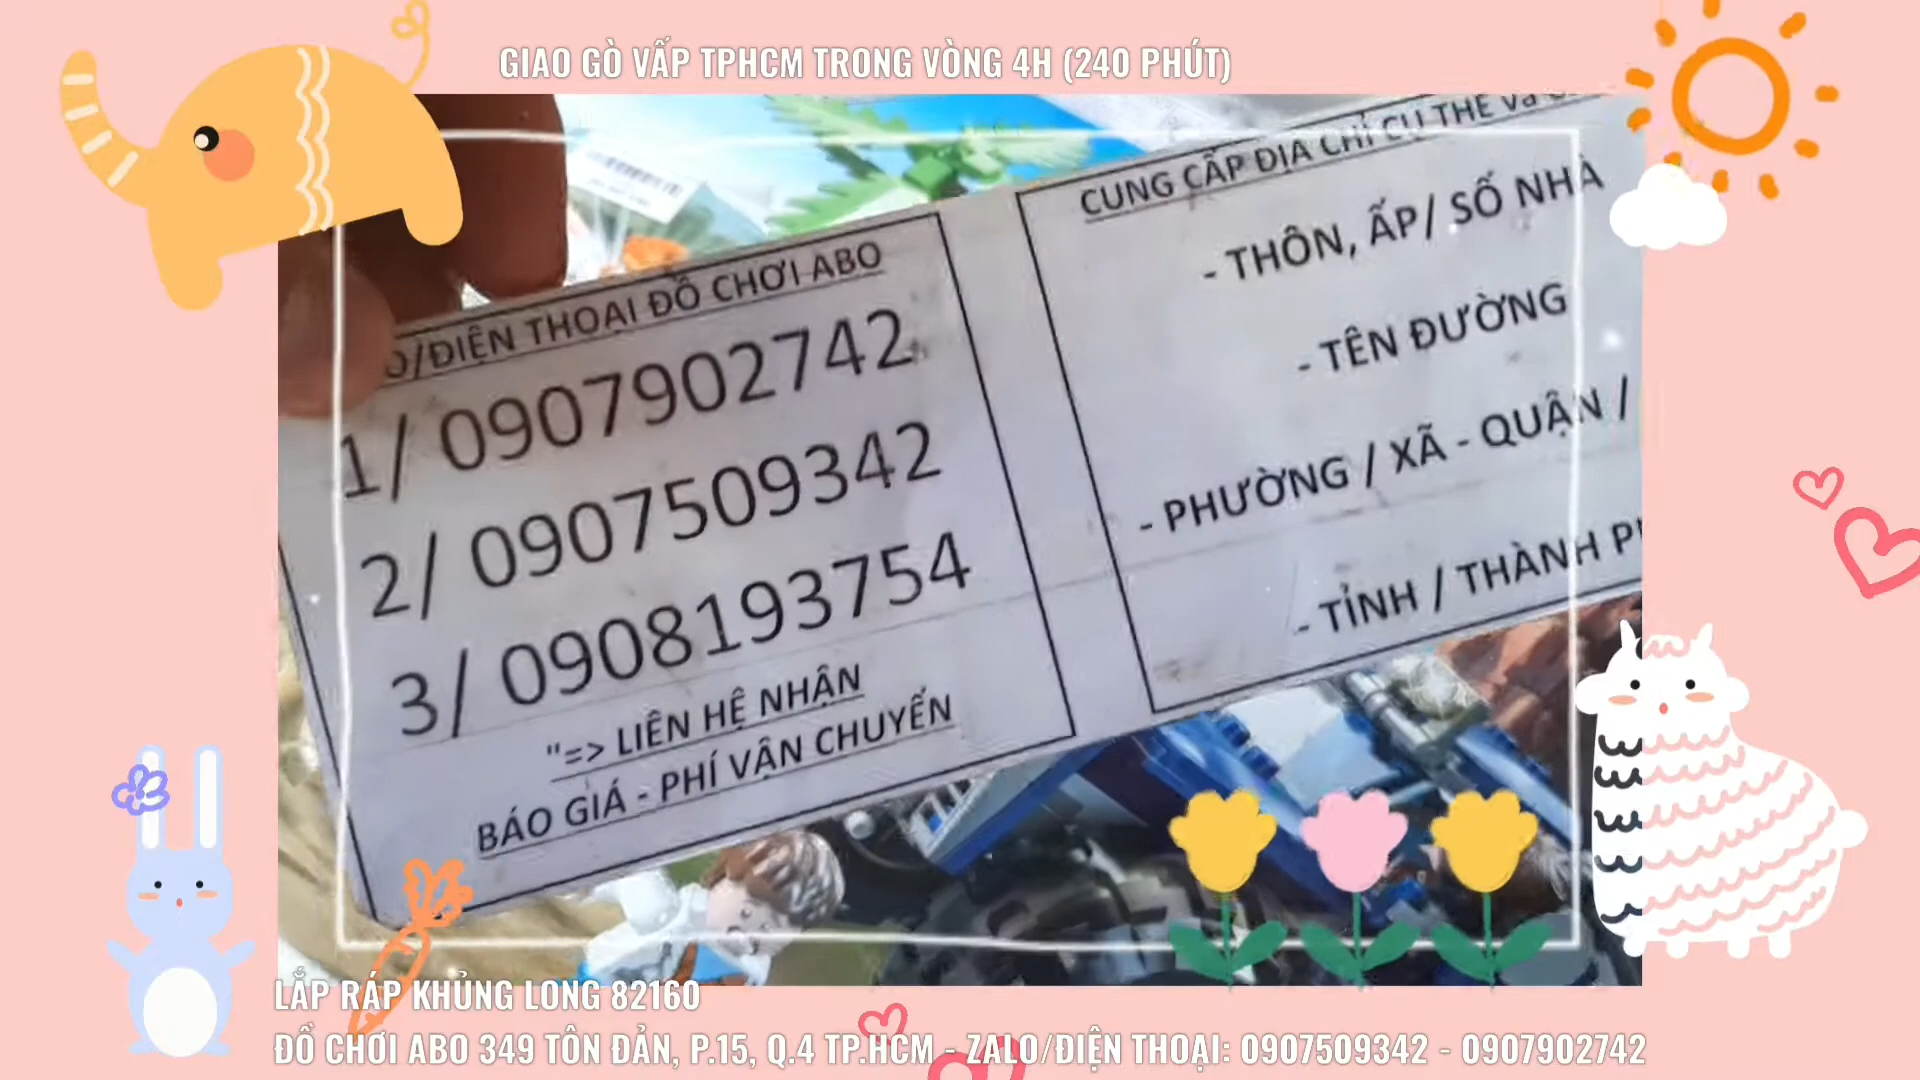 GIAO GÒ VẤP TPHCM TRONG VÒNG 4H (240 PHÚT)
/ĐIỆN THOẠI ĐỒ CHƠI ABO
1/ 0907902742
2/ 0907509342
3/ 0908193754
"=> LIÊN HỆ NHẬN
BÁO GIÁ - PHÍ VẬN CHUYỂN
CUNG CẤP ĐỊA CHỈ CỤ THỂ và
- THÔN, ẤP/ SỐ NHÀ
- TÊN ĐƯỜNG
- PHƯỜNG / XÃ - QUẬN /
- TỈNH / THÀNH
LẮP RÁP KHỦNG LONG 82160
ĐỒ CHƠI ABO 349 TÔN ĐẢN, P.15, Q.4 TP.HCM - ZALO/ĐIỆN THOẠI: 0907509342 - 0907902742